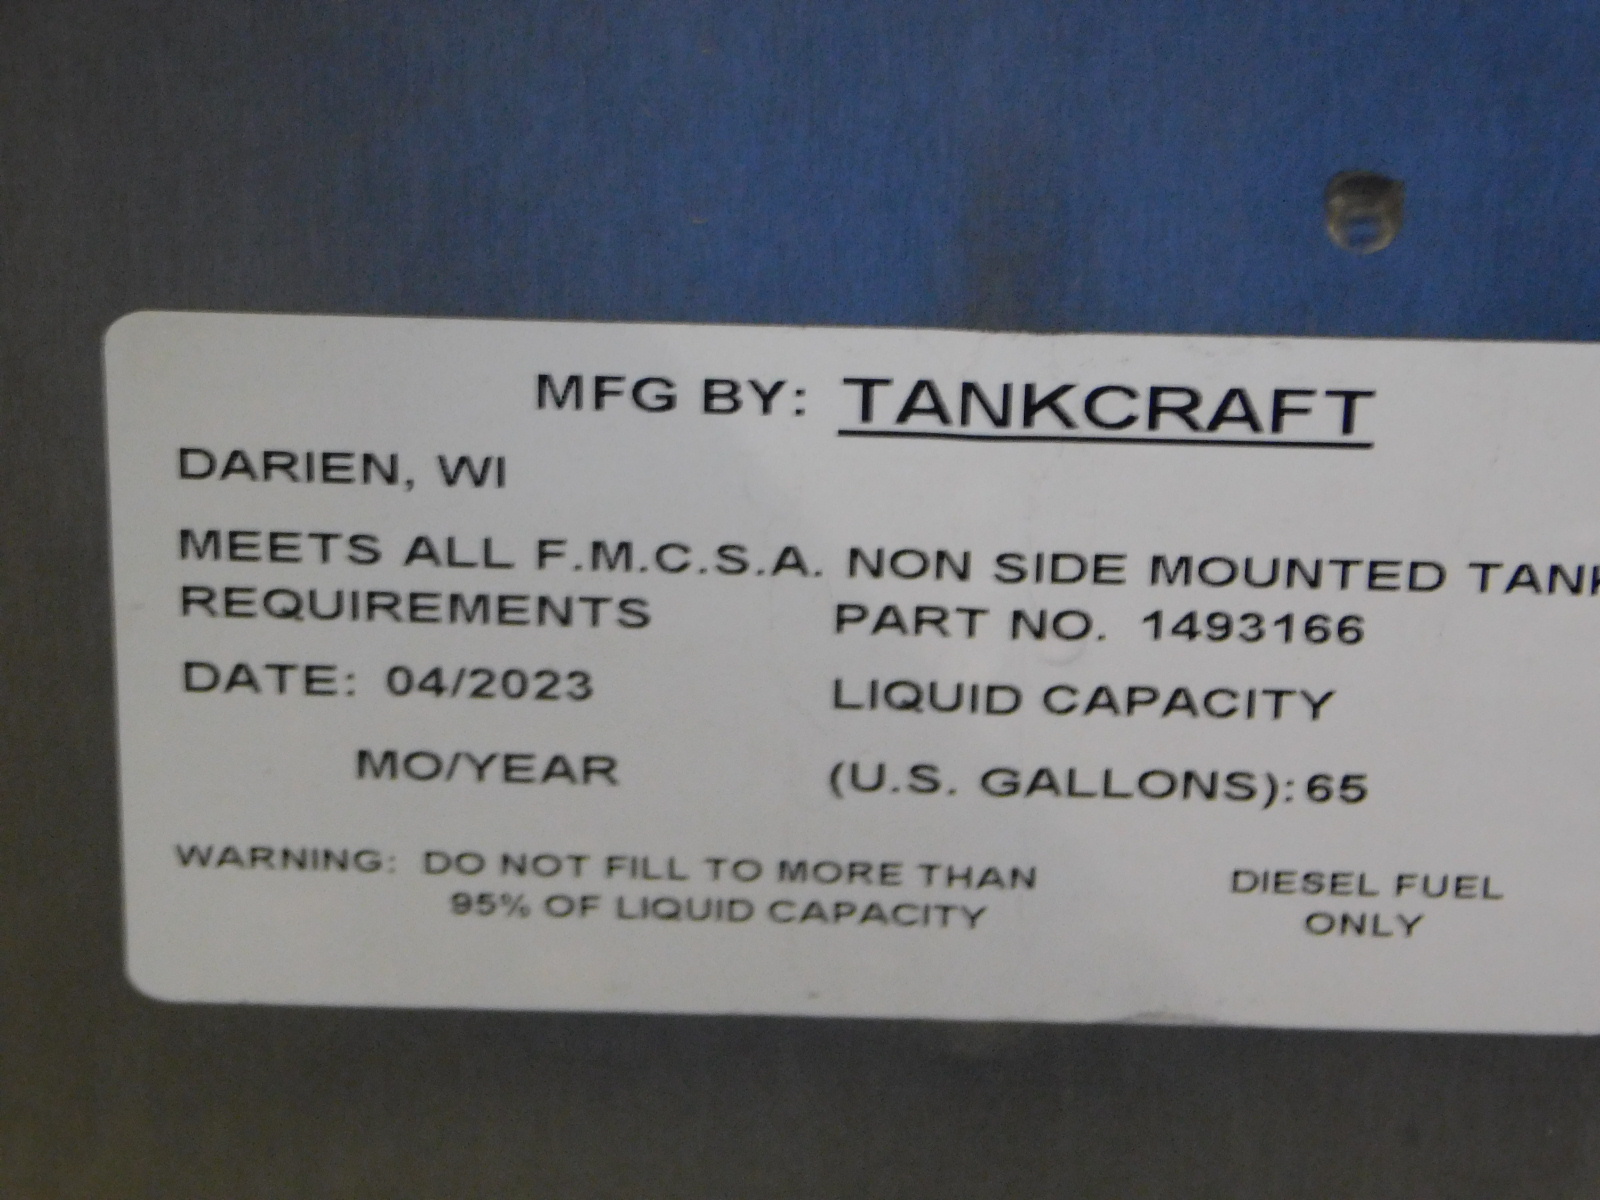 MFG BY: TANKCRAFT
DARIEN, WI
MEETS ALL F.M.C.S.A. NON SIDE MOUNTED TANK
REQUIREMENTS PART NO. 1493166
DATE: 04/2023 LIQUID CAPACITY
MO/YEAR (U.S. GALLONS): 65
WARNING: DO NOT FILL TO MORE THAN DIESEL FUEL
95% OF LIQUID CAPACITY ONLY